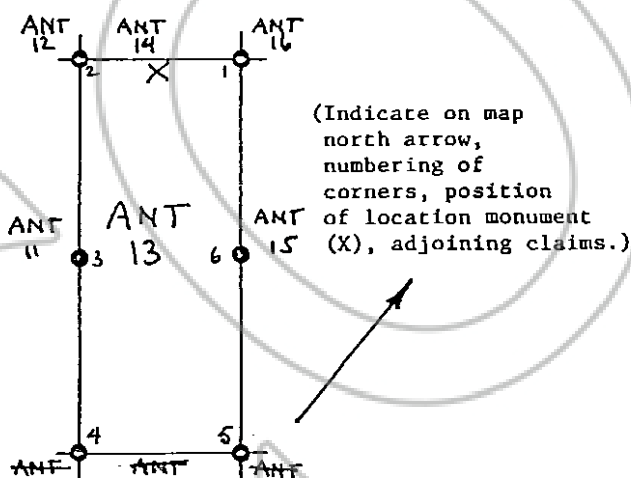 ANT 12
ANT 14
ANT 16
2
1
X
(Indicate on map
north arrow,
numbering of
corners, position
of location monument
(X), adjoining claims.)
ANT 11
3
ANT 13
6
ANT 15
4
5
ANT
ANT
ANT